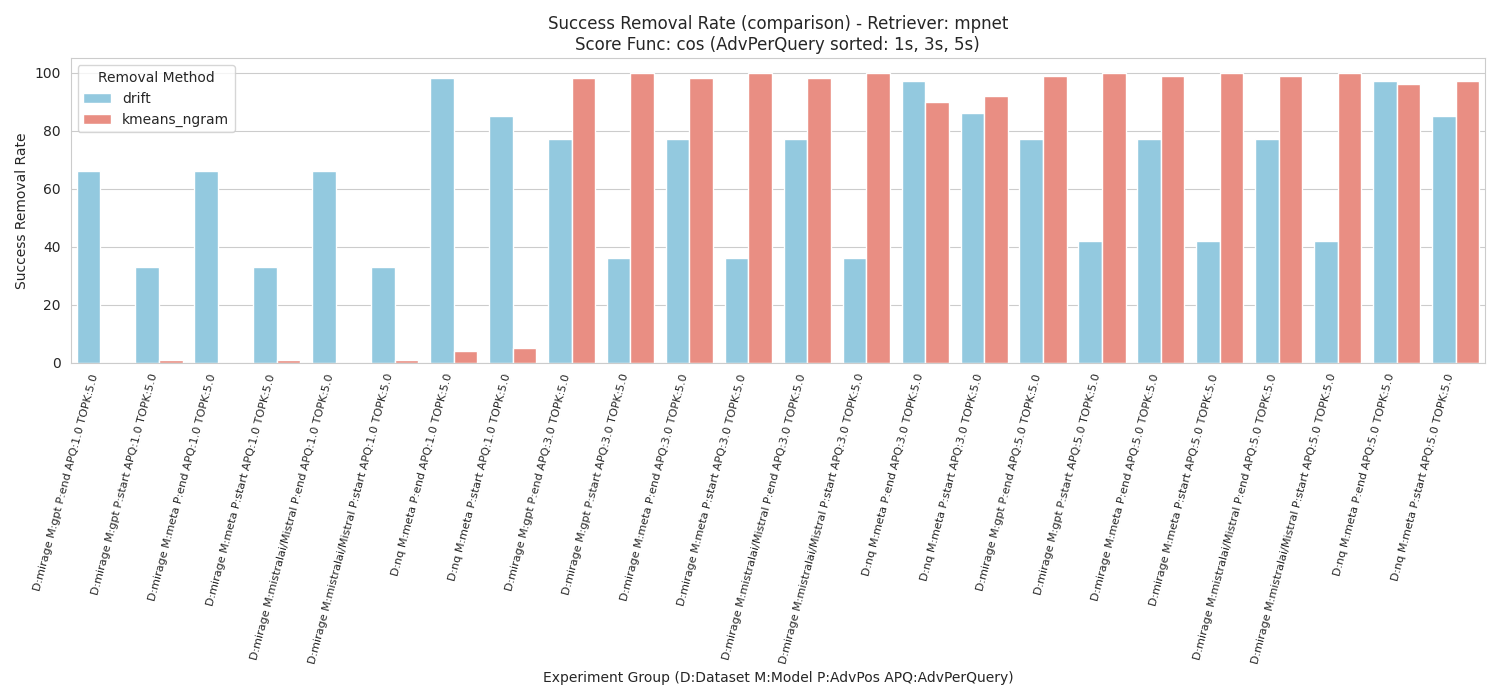 Success Removal Rate (comparison) - Retriever: mpnet
Score Func: cos (AdvPerQuery sorted: 1s, 3s, 5s)
Removal Method
drift
kmeans_ngram
Success Removal Rate
100
80
60
40
20
0
D:mirage M:gpt P:end APQ:1.0 TOPK:5.0
D:mirage M:gpt P:start APQ:1.0 TOPK:5.0
D:mirage M:meta P:end APQ:1.0 TOPK:5.0
D:mirage M:meta P:start APQ:1.0 TOPK:5.0
D:mirage M:mistralai/Mistral P:end APQ:1.0 TOPK:5.0
D:mirage M:mistralai/Mistral P:start APQ:1.0 TOPK:5.0
D:nq M:meta P:end APQ:1.0 TOPK:5.0
D:nq M:meta P:start APQ:1.0 TOPK:5.0
D:mirage M:gpt P:end APQ:3.0 TOPK:5.0
D:mirage M:gpt P:start APQ:3.0 TOPK:5.0
D:mirage M:meta P:end APQ:3.0 TOPK:5.0
D:mirage M:meta P:start APQ:3.0 TOPK:5.0
D:mirage M:mistralai/Mistral P:end APQ:3.0 TOPK:5.0
D:mirage M:mistralai/Mistral P:start APQ:3.0 TOPK:5.0
D:nq M:meta P:end APQ:3.0 TOPK:5.0
D:nq M:meta P:start APQ:3.0 TOPK:5.0
D:mirage M:gpt P:end APQ:5.0 TOPK:5.0
D:mirage M:gpt P:start APQ:5.0 TOPK:5.0
D:mirage M:meta P:end APQ:5.0 TOPK:5.0
D:mirage M:meta P:start APQ:5.0 TOPK:5.0
D:mirage M:mistralai/Mistral P:end APQ:5.0 TOPK:5.0
D:mirage M:mistralai/Mistral P:start APQ:5.0 TOPK:5.0
D:nq M:meta P:end APQ:5.0 TOPK:5.0
D:nq M:meta P:start APQ:5.0 TOPK:5.0
Experiment Group (D:Dataset M:Model P:AdvPos APQ:AdvPerQuery)